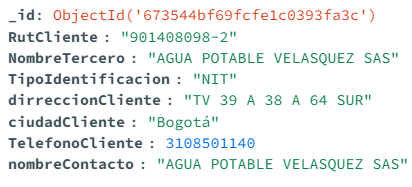 _id: ObjectId('673544bf69fcfe1c0393fa3c')
RutCliente : "901408098-2"
NombreTercero : "AGUA POTABLE VELASQUEZ SAS"
TipoIdentificacion : "NIT"
dirreccionCliente : "TV 39 A 38 A 64 SUR"
ciudadCliente : "Bogotá"
TelefonoCliente : 3108501140
nombreContacto : "AGUA POTABLE VELASQUEZ SAS"